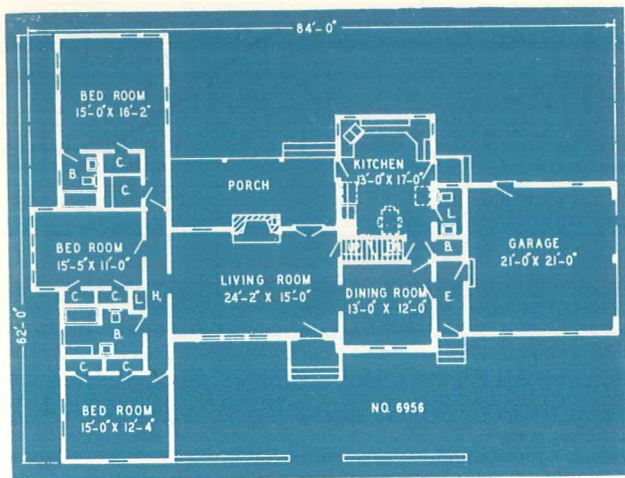 84'-0"
BED ROOM
15'-0" X 16'-2"
B.
C.
C.
PORCH
KITCHEN
13'-0" X 17'-0"
L.
BED ROOM
15'-5" X 11'-0"
LIVING ROOM
24'-2" X 15'-0"
B.
GARAGE
21'-0" X 21'-0"
DINING ROOM
13'-0" X 12'-0"
E.
C.
C.
L.
H.
B.
62'-0"
C.
C.
BED ROOM
15'-0" X 12'-4"
NO. 6956